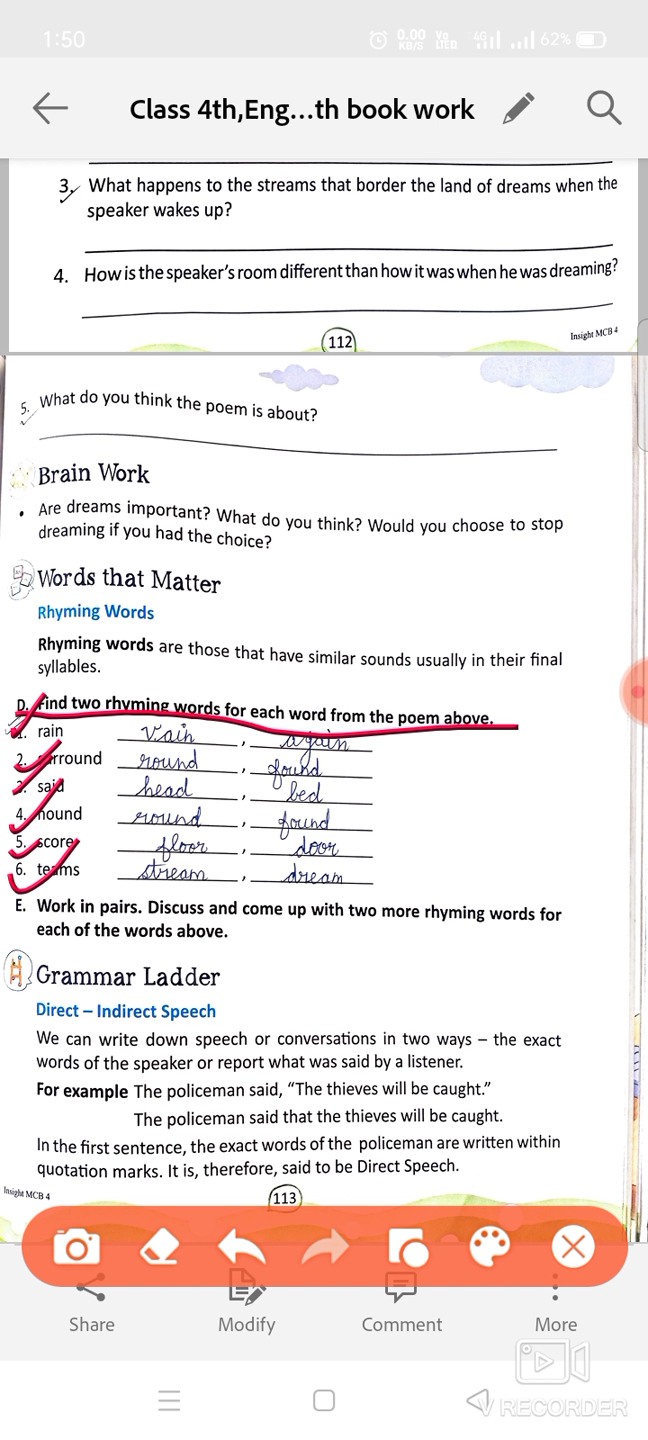 1:50 0.00 KB/S Vo LTED 4G 62%
Class 4th,Eng...th book work
3. What happens to the streams that border the land of dreams when the
speaker wakes up?
4. How is the speaker's room different than how it was when he was dreaming?
112
Insight MCB 4
5. What do you think the poem is about?
Brain Work
• Are dreams important? What do you think? Would you choose to stop
dreaming if you had the choice?
Words that Matter
Rhyming Words
Rhyming words are those that have similar sounds usually in their final
syllables.
D. Find two rhyming words for each word from the poem above.
1. rain vain, again
2. surround round, found
3. said head, bed
4. hound round, found
5. score floor, door
6. teams stream, dream
E. Work in pairs. Discuss and come up with two more rhyming words for
each of the words above.
Grammar Ladder
Direct – Indirect Speech
We can write down speech or conversations in two ways – the exact
words of the speaker or report what was said by a listener.
For example The policeman said, “The thieves will be caught.”
The policeman said that the thieves will be caught.
In the first sentence, the exact words of the policeman are written within
quotation marks. It is, therefore, said to be Direct Speech.
Insight MCB 4
113
Share Modify Comment More
V RECORDER